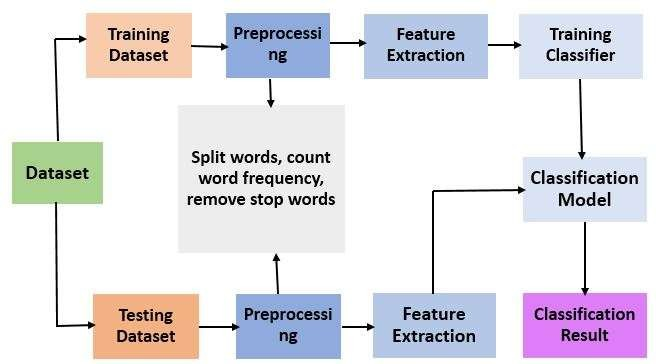 Training
Dataset
Preprocessi
ng
Feature
Extraction
Training
Classifier
Split words, count
word frequency,
remove stop words
Dataset
Classification
Model
Testing
Dataset
Preprocessi
ng
Feature
Extraction
Classification
Result